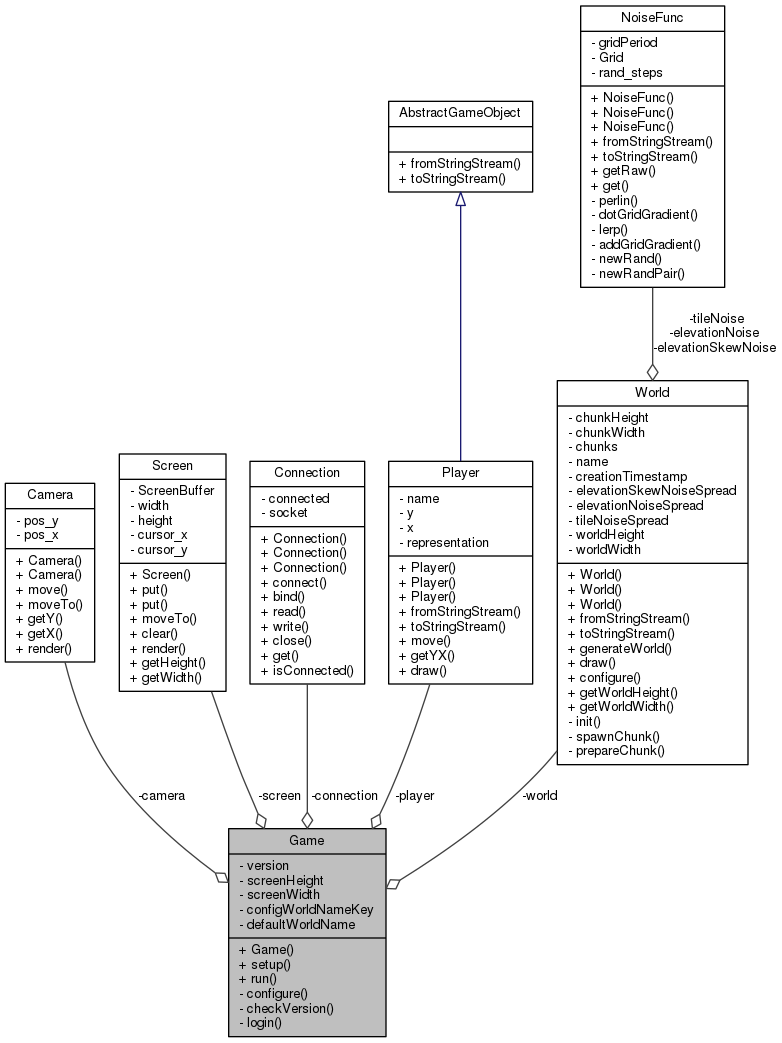 NoiseFunc
- gridPeriod
- Grid
- rand_steps
+ NoiseFunc()
+ NoiseFunc()
+ NoiseFunc()
+ fromStringStream()
+ toStringStream()
+ getRaw()
+ get()
- perlin()
- dotGridGradient()
- lerp()
- addGridGradient()
- newRand()
- newRandPair()
AbstractGameObject
+ fromStringStream()
+ toStringStream()
-tileNoise
-elevationNoise
-elevationSkewNoise
World
- chunkHeight
- chunkWidth
- chunks
- name
- creationTimestamp
- elevationSkewNoiseSpread
- elevationNoiseSpread
- tileNoiseSpread
- worldHeight
- worldWidth
+ World()
+ World()
+ World()
+ fromStringStream()
+ toStringStream()
+ generateWorld()
+ draw()
+ configure()
+ getWorldHeight()
+ getWorldWidth()
- init()
- spawnChunk()
- prepareChunk()
Camera
- pos_y
- pos_x
+ Camera()
+ Camera()
+ move()
+ moveTo()
+ getY()
+ getX()
+ render()
Screen
- ScreenBuffer
- width
- height
- cursor_x
- cursor_y
+ Screen()
+ put()
+ put()
+ moveTo()
+ clear()
+ render()
+ getHeight()
+ getWidth()
Connection
- connected
- socket
+ Connection()
+ Connection()
+ Connection()
+ connect()
+ bind()
+ read()
+ write()
+ close()
+ get()
+ isConnected()
Player
- name
- y
- x
- representation
+ Player()
+ Player()
+ Player()
+ fromStringStream()
+ toStringStream()
+ move()
+ getYX()
+ draw()
-camera
-screen
-connection
-player
-world
Game
- version
- screenHeight
- screenWidth
- configWorldNameKey
- defaultWorldName
+ Game()
+ setup()
+ run()
- configure()
- checkVersion()
- login()